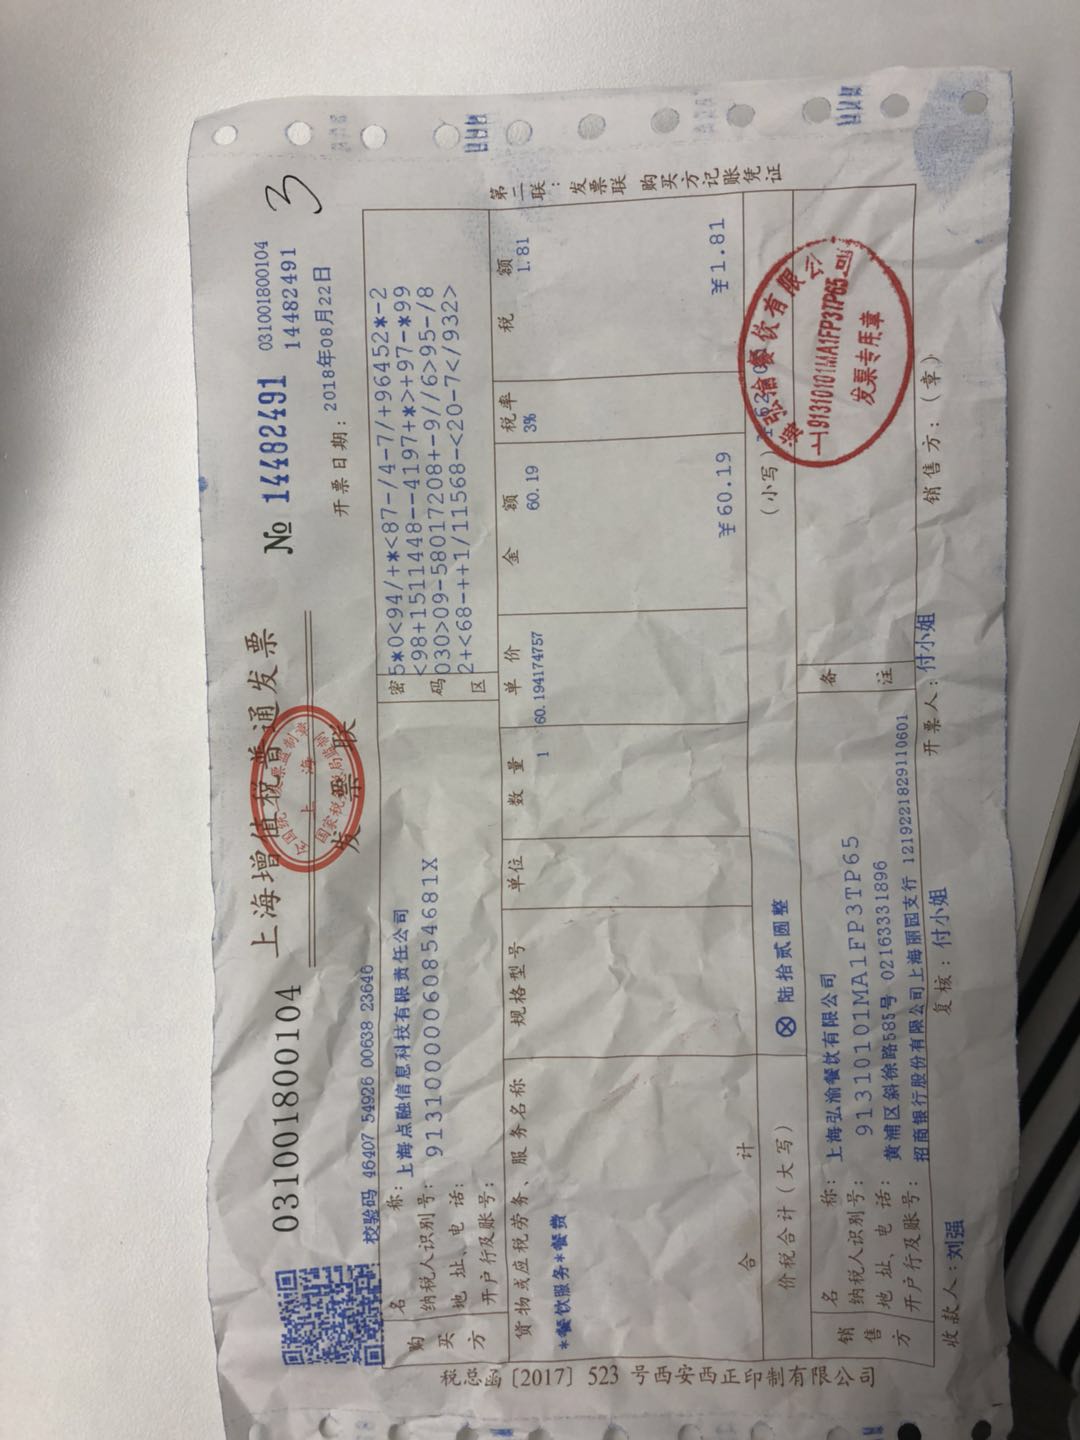 031001800104
上海增值税普通发票
全国统一发票监制章
上海
国家税务总局监制
发票联
№ 14482491
031001800104
14482491
3
开票日期: 2018年08月22日
校验码 46407 54926 00638 23646
购买方
名称: 上海点融信息科技有限责任公司
纳税人识别号: 91310000060854681X
地址、电话:
开户行及账号:
密码区
5*0<94/+*<87-/4-7/+96452*-2
<98+1511448--4197+*>+97-*99
030>09-58017208+-9//6>95-/8
2+<68-++1/11568-<20-7</932>
货物或应税劳务、服务名称 规格型号 单位 数量 单价 金额 税率 税额
*餐饮服务*餐费 1 60.194174757 60.19 3% 1.81
合计 ¥60.19 ¥1.81
价税合计(大写) ⊗ 陆拾贰圆整 (小写)
销售方
名称: 上海弘渝餐饮有限公司
纳税人识别号: 91310101MA1FP3TP65
地址、电话: 黄浦区斜徐路585号 02163331896
开户行及账号: 招商银行股份有限公司上海丽园支行 1219221829110601
备注
上海弘渝餐饮有限公司
91310101MA1FP3TP65
发票专用章
收款人: 刘强 复核: 付小姐 开票人: 付小姐 销售方: (章)
税总函[2017] 523 号西安西正印制有限公司
第二联: 发票联 购买方记账凭证